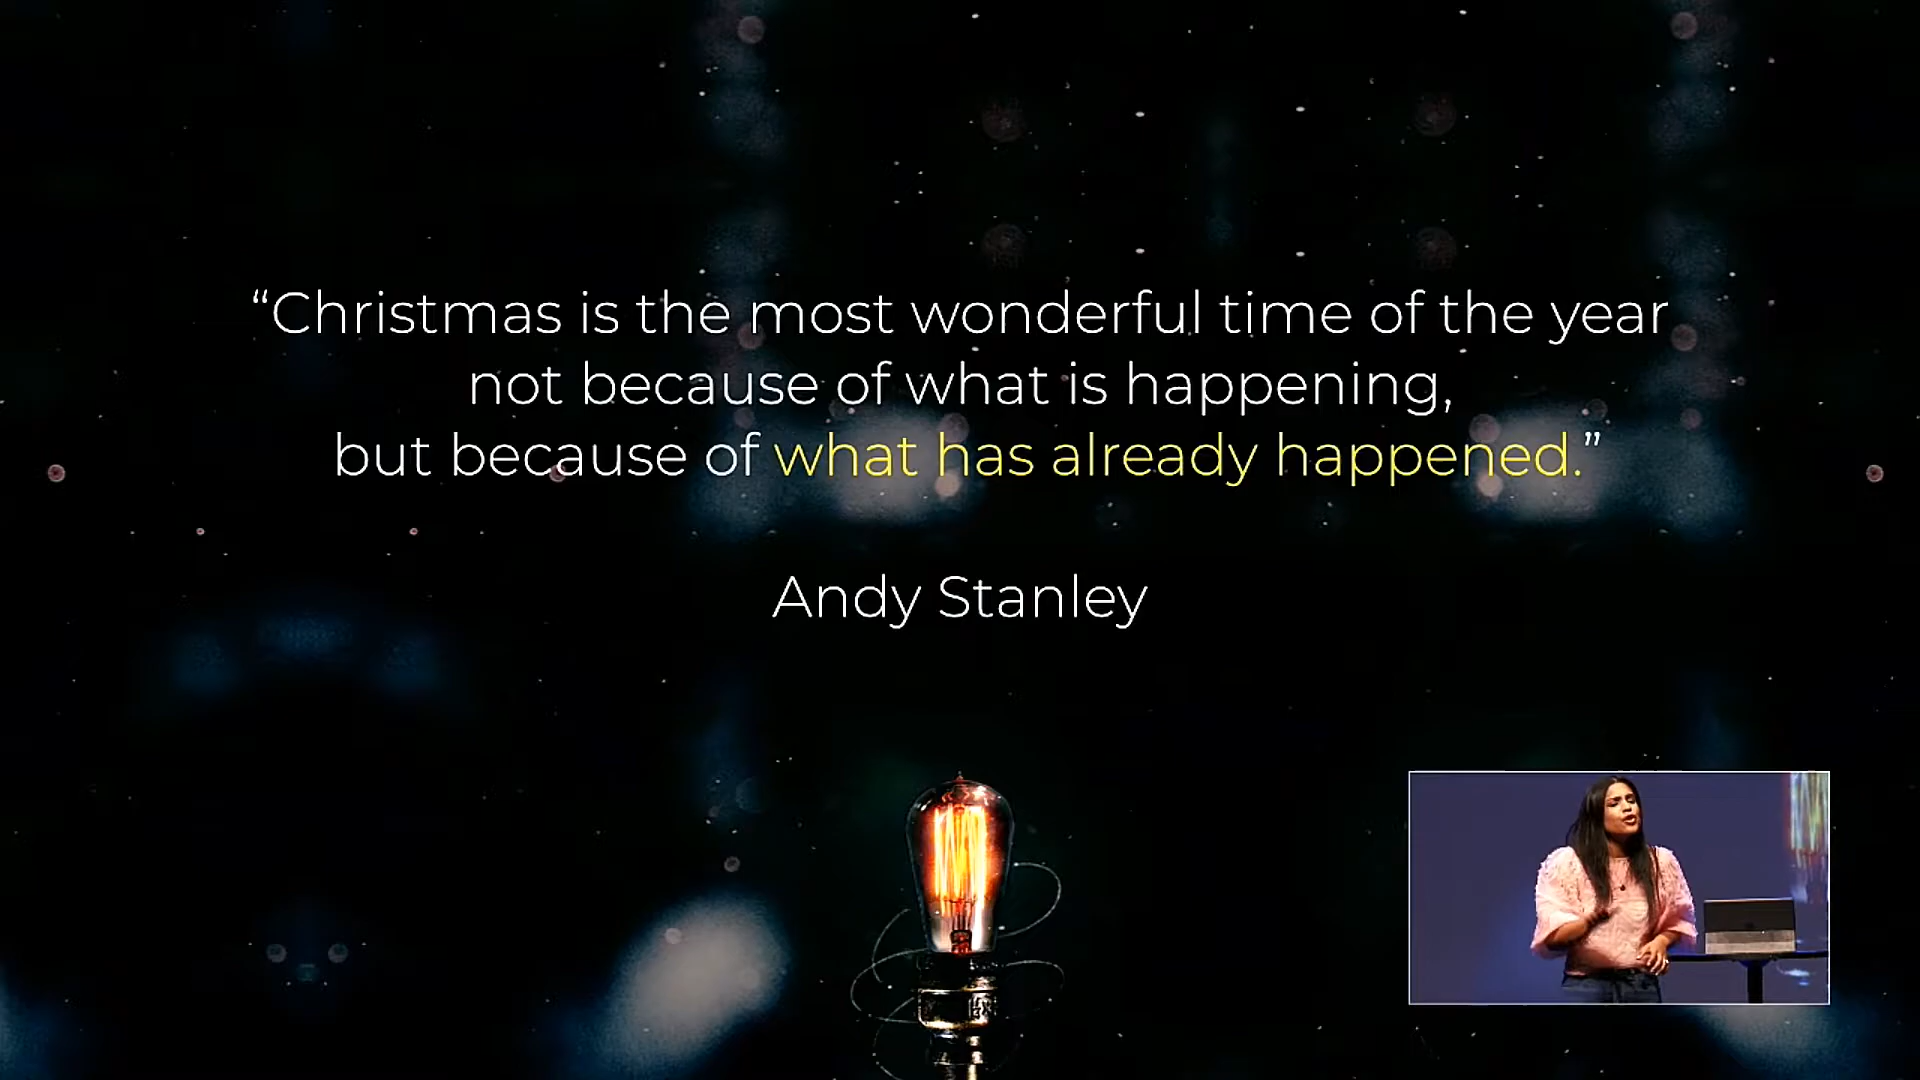 “Christmas is the most wonderful time of the year
not because of what is happening,
but because of what has already happened.”
Andy Stanley